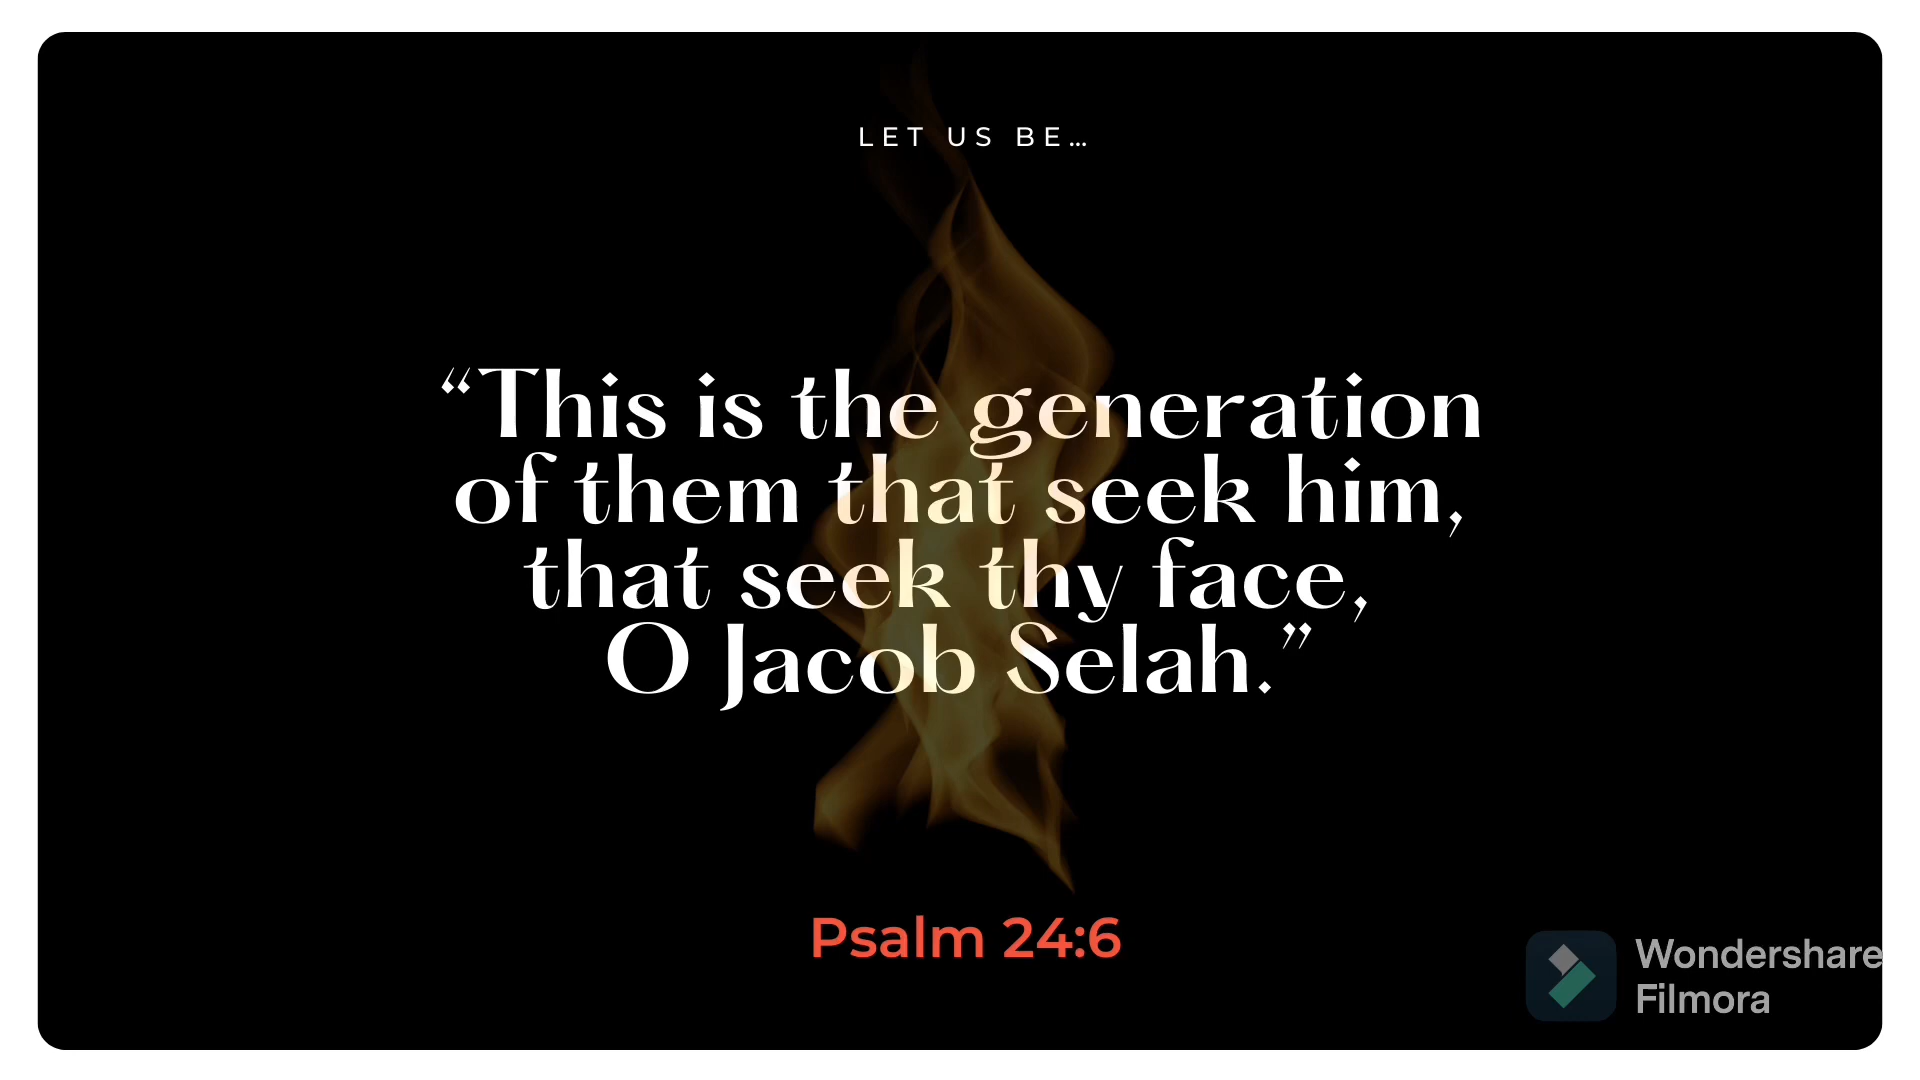 LET US BE...
“This is the generation
of them that seek him,
that seek thy face,
O Jacob Selah.”
Psalm 24:6
Wondershare
Filmora